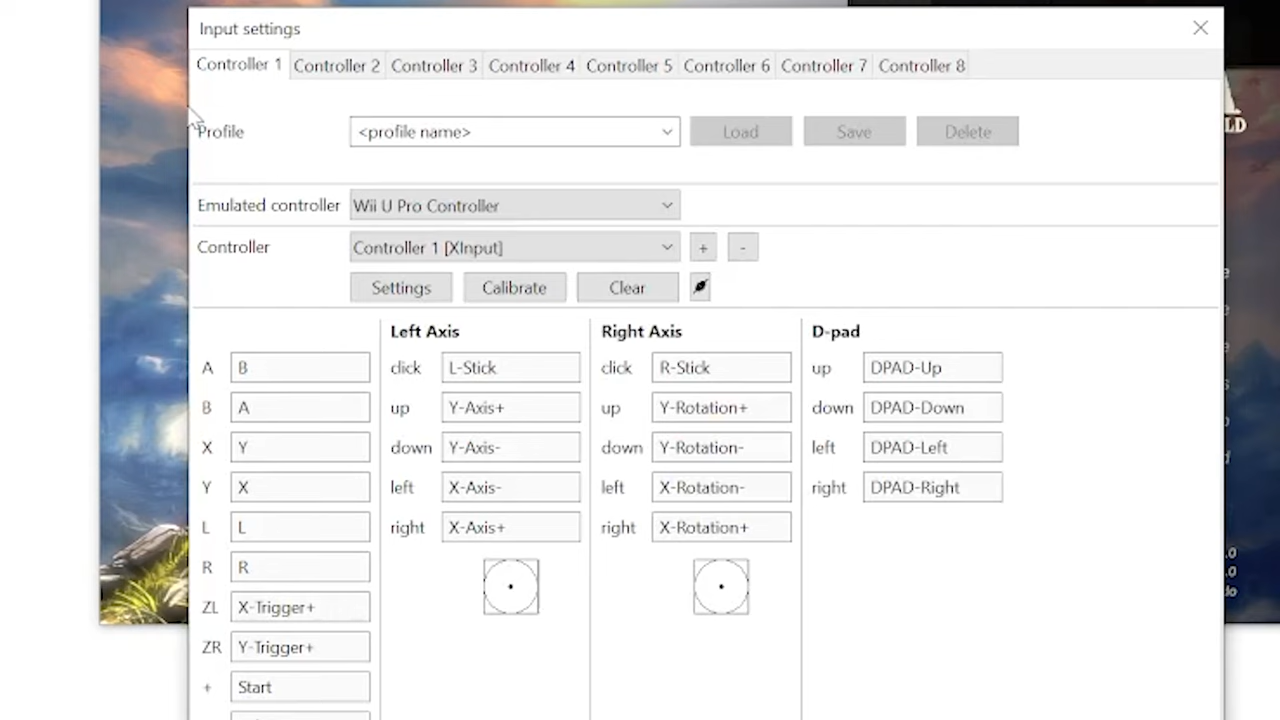 Input settings
Controller 1 Controller 2 Controller 3 Controller 4 Controller 5 Controller 6 Controller 7 Controller 8
Profile <profile name> Load Save Delete
Emulated controller Wii U Pro Controller
Controller Controller 1 [XInput] + -
Settings Calibrate Clear
Left Axis Right Axis D-pad
A B click L-Stick click R-Stick up DPAD-Up
B A up Y-Axis+ up Y-Rotation+ down DPAD-Down
X Y down Y-Axis- down Y-Rotation- left DPAD-Left
Y X left X-Axis- left X-Rotation- right DPAD-Right
L L right X-Axis+ right X-Rotation+
R R
ZL X-Trigger+
ZR Y-Trigger+
+ Start